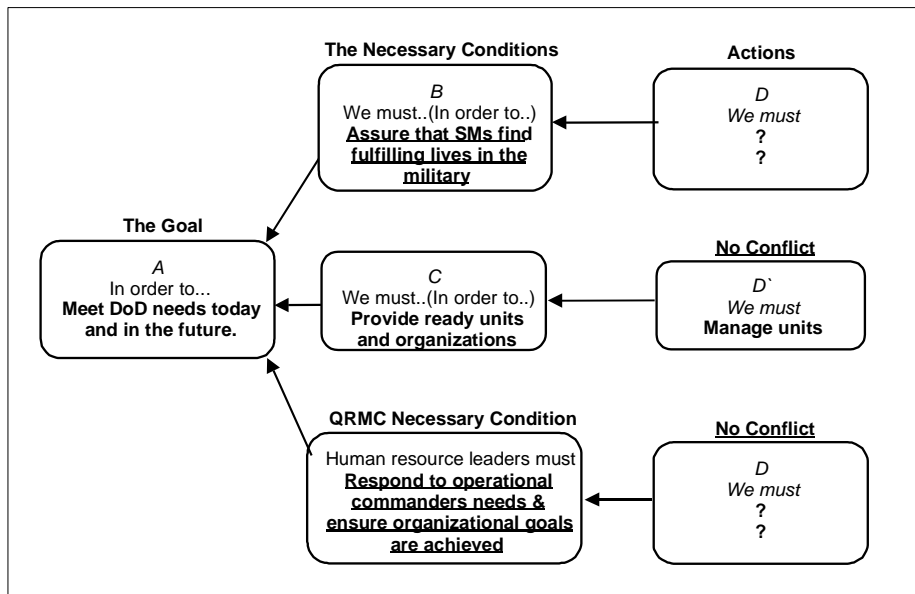 The Necessary Conditions
B
We must..(In order to..)
Assure that SMs find
fulfilling lives in the
military
Actions
D
We must
?
?
The Goal
A
In order to...
Meet DoD needs today
and in the future.
C
We must..(In order to..)
Provide ready units
and organizations
No Conflict
D`
We must
Manage units
QRMC Necessary Condition
Human resource leaders must
Respond to operational
commanders needs &
ensure organizational goals
are achieved
No Conflict
D
We must
?
?